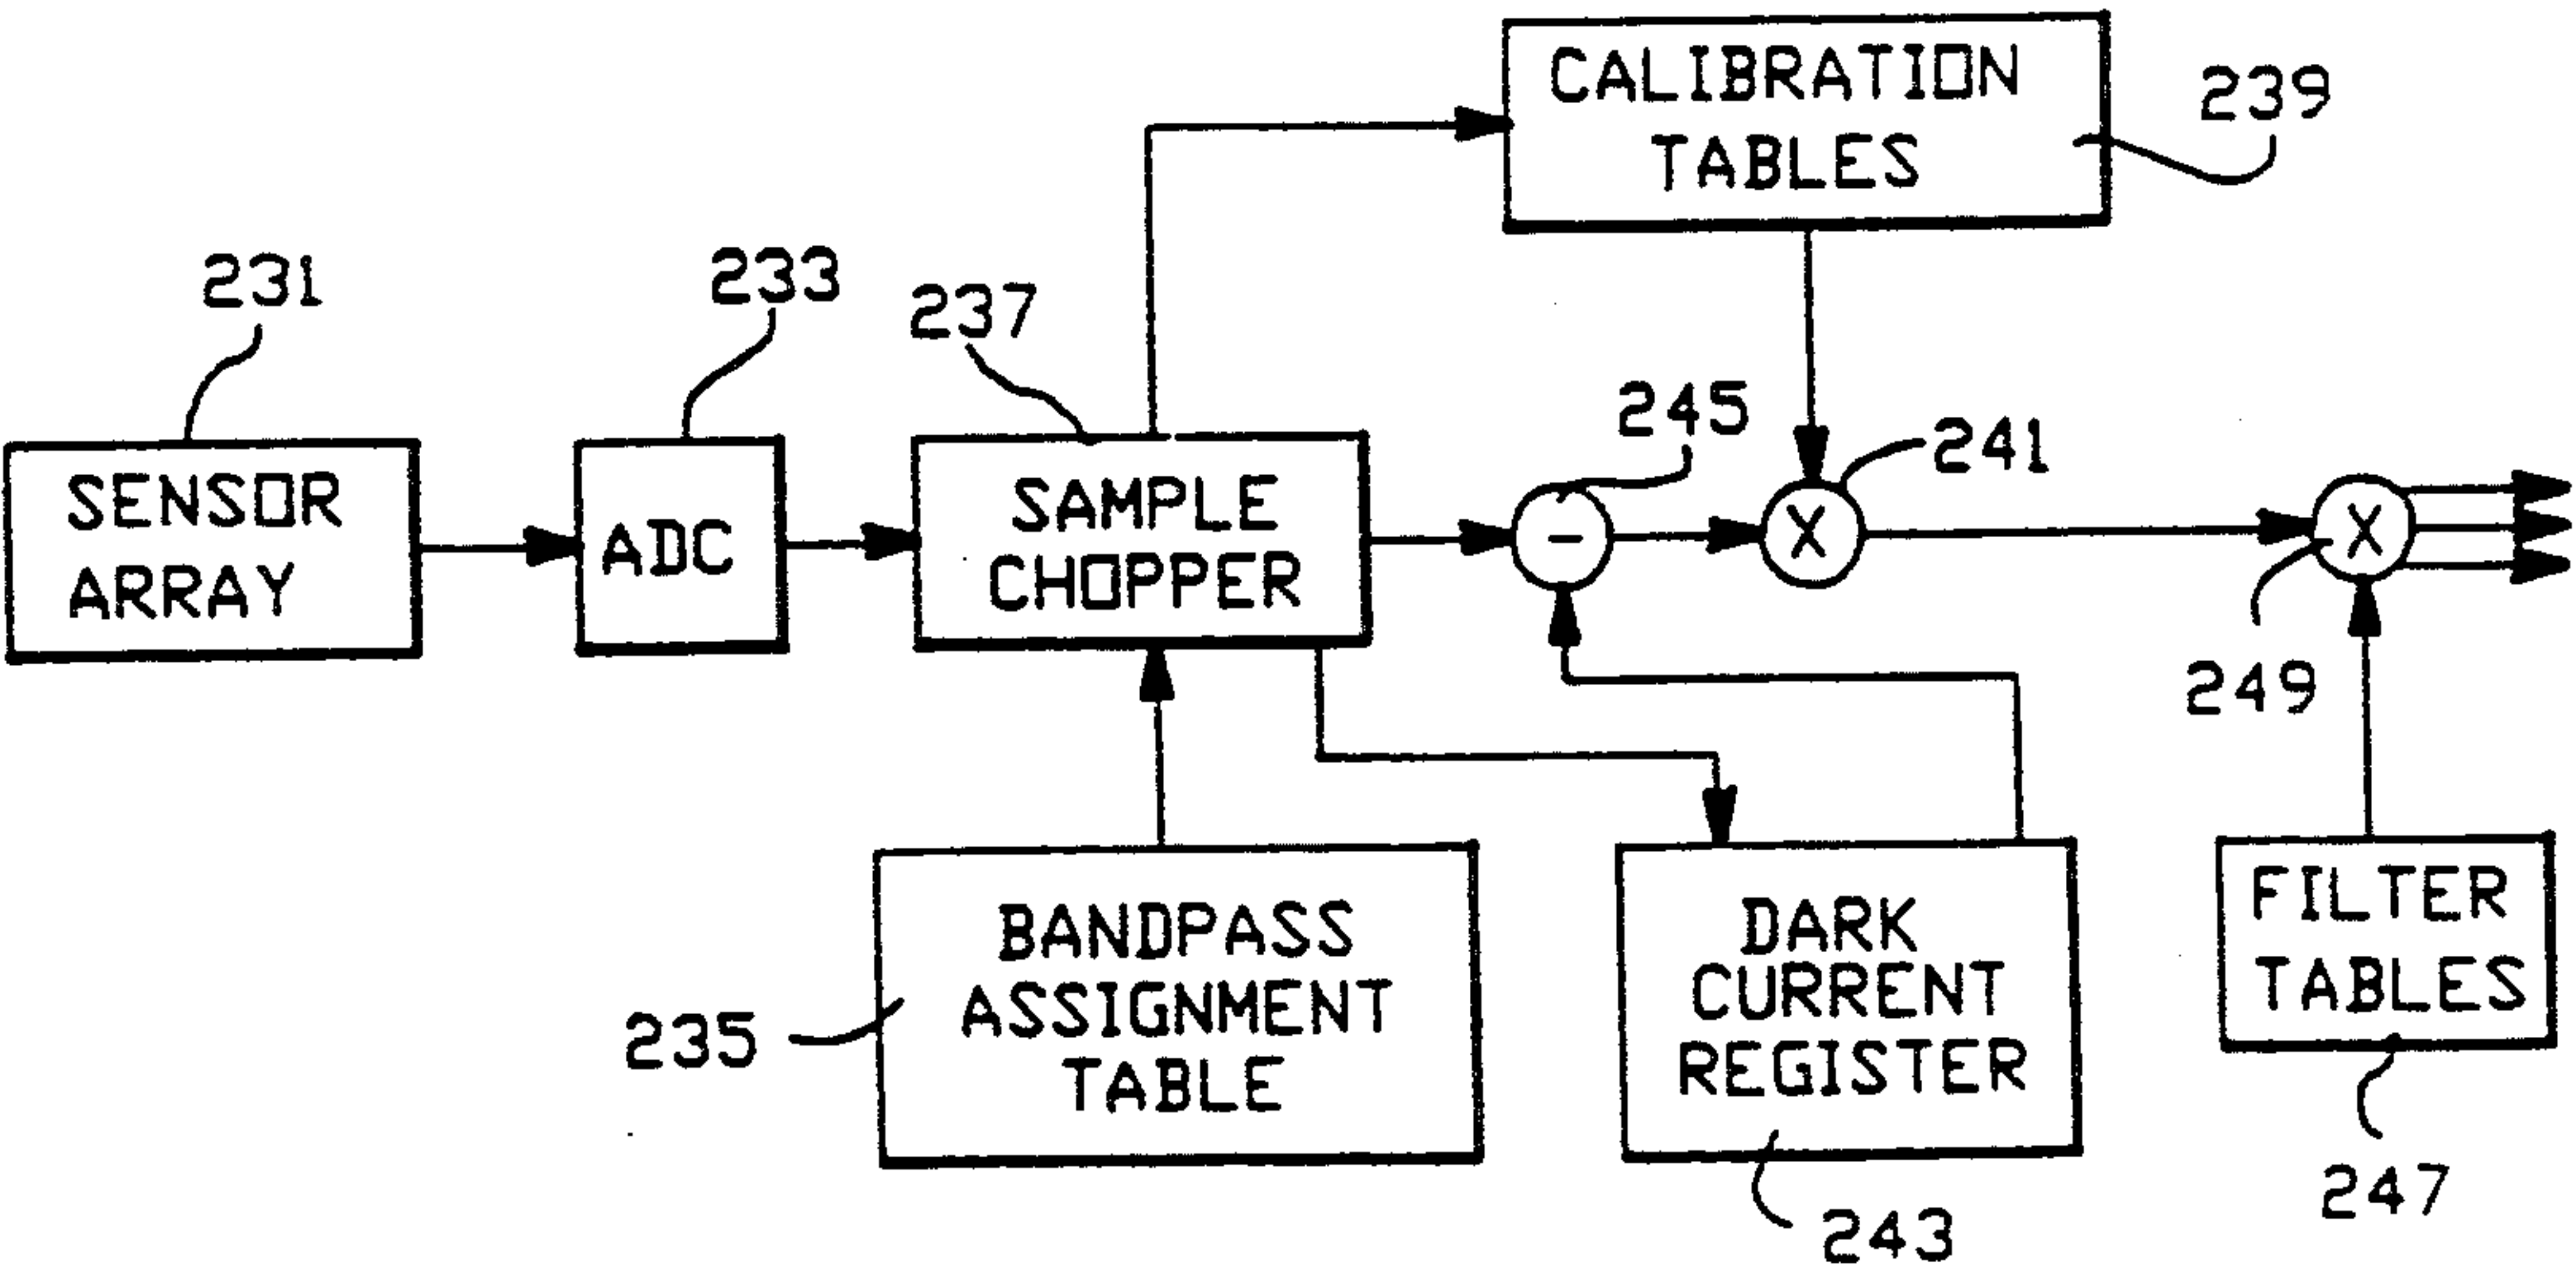 CALIBRATION
TABLES
239
231
233
237
245
241
SENSOR
ARRAY
ADC
SAMPLE
CHOPPER
-
X
X
249
BANDPASS
ASSIGNMENT
TABLE
235
DARK
CURRENT
REGISTER
243
FILTER
TABLES
247